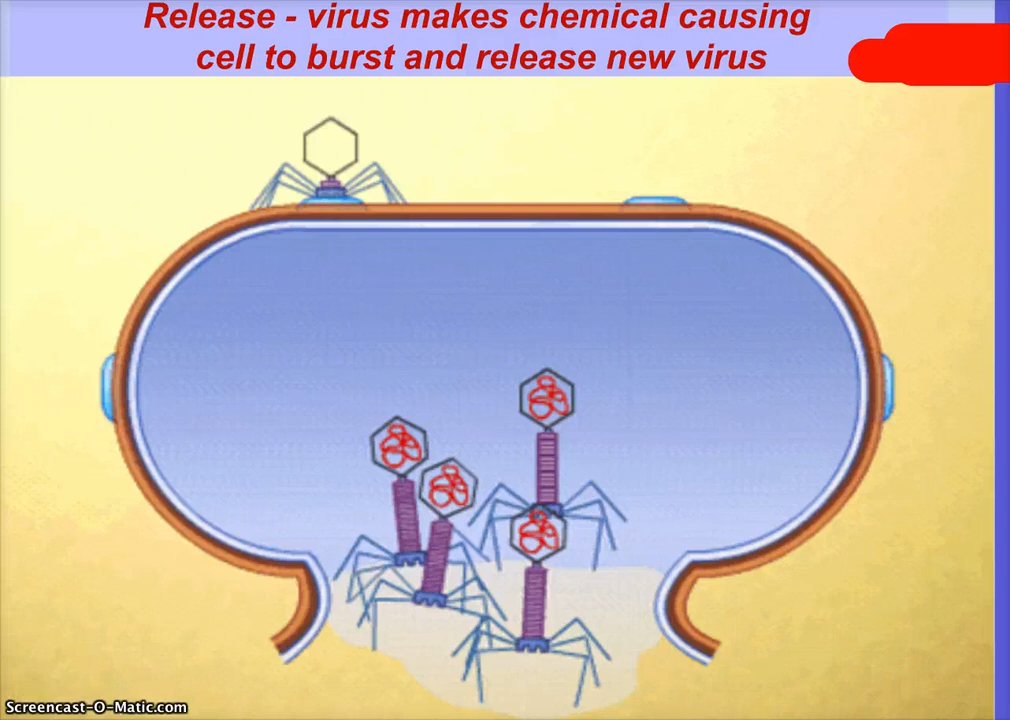 Release - virus makes chemical causing
cell to burst and release new virus
Screencast-O-Matic.com